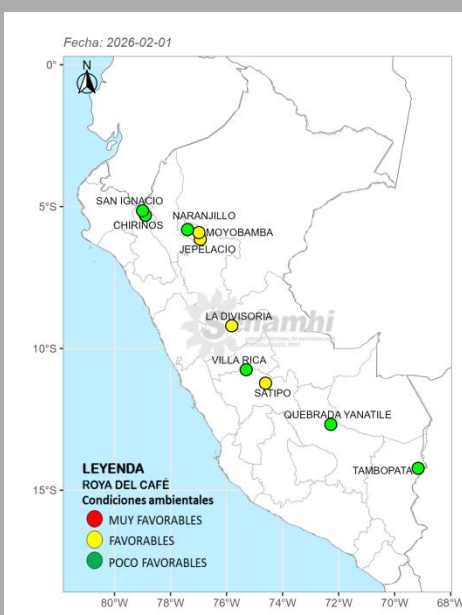 Fecha: 2026-02-01
N
0°
5°S
10°S
15°S
SAN IGNACIO
CHIRINOS
NARANJILLO
MOYOBAMBA
JEPELACIO
LA DIVISORIA
Senamhi
VILLA RICA
SATIPO
QUEBRADA YANATILE
TAMBOPATA
LEYENDA
ROYA DEL CAFÉ
Condiciones ambientales
MUY FAVORABLES
FAVORABLES
POCO FAVORABLES
80°W 78°W 76°W 74°W 72°W 70°W 68°W